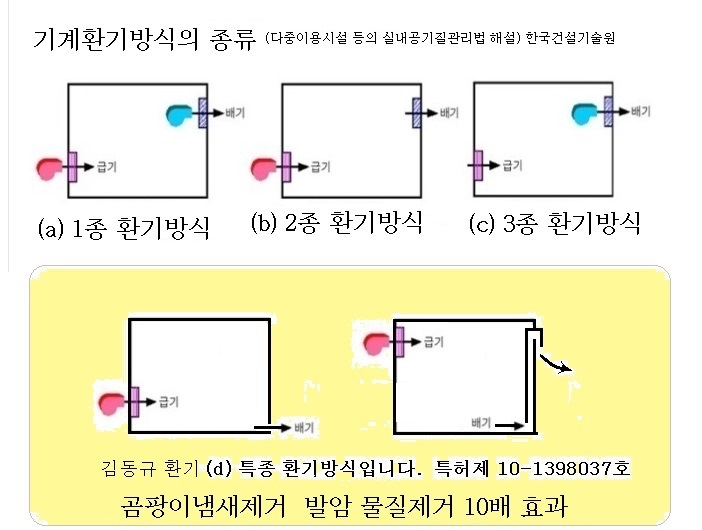 기계환기방식의 종류 (다중이용시설 등의 실내공기질관리법 해설) 한국건설기술원
배기 배기 배기
급기 급기 급기
(a) 1종 환기방식 (b) 2종 환기방식 (c) 3종 환기방식
급기
급기
배기
배기
김동규 환기 (d) 특종 환기방식입니다. 특허제 10-1398037호
곰팡이냄새제거 발암 물질제거 10배 효과